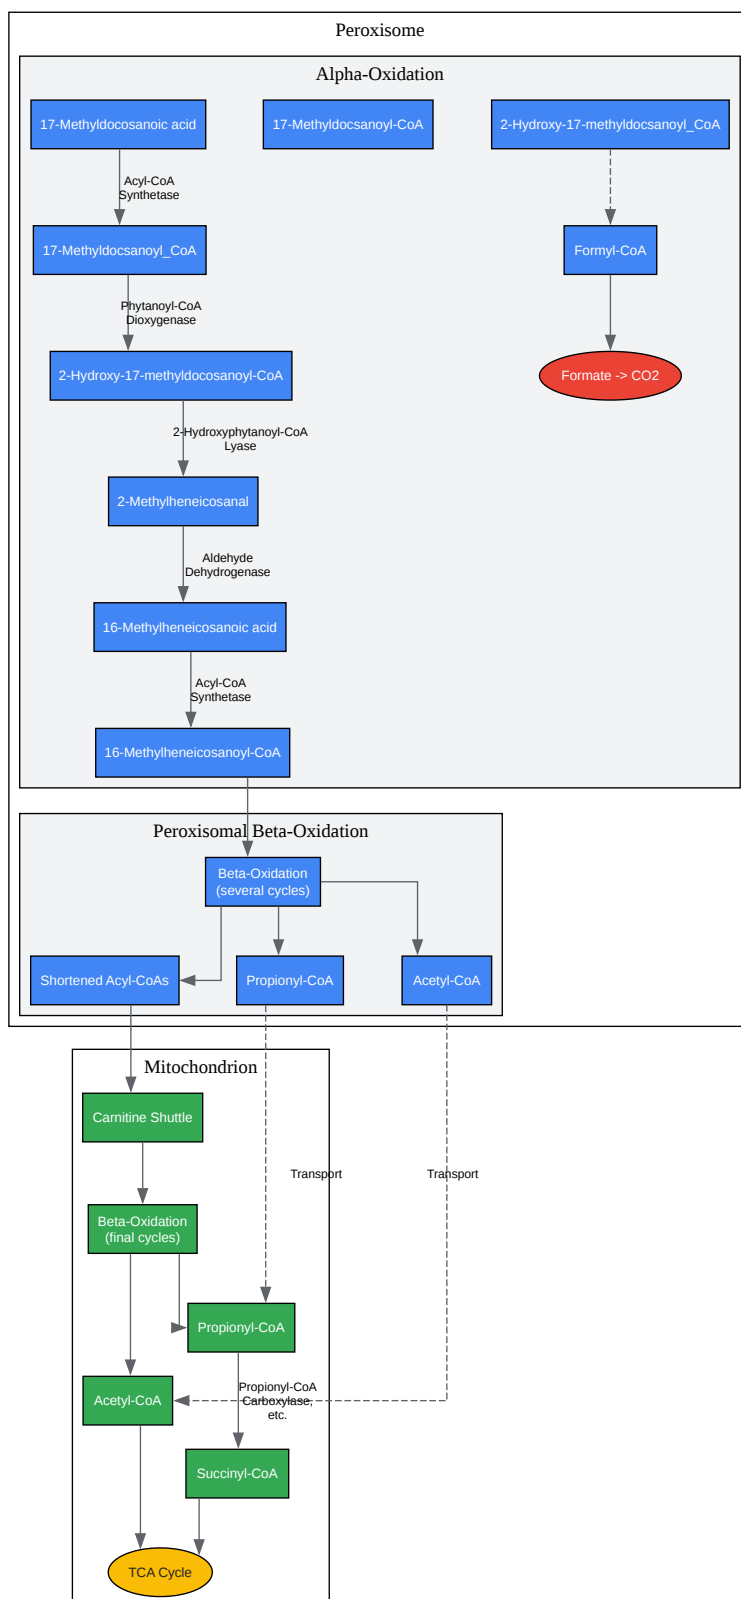 Peroxisome
Alpha-Oxidation
17-Methyldocosanoic acid
17-Methyldocsanoyl-CoA
2-Hydroxy-17-methyldocsanoyl_CoA
Acyl-CoA
Synthetase
17-Methyldocsanoyl_CoA
Formyl-CoA
Phytanoyl-CoA
Dioxygenase
2-Hydroxy-17-methyldocosanoyl-CoA
Formate -> CO2
2-Hydroxyphytanoyl-CoA
Lyase
2-Methylheneicosanal
Aldehyde
Dehydrogenase
16-Methylheneicosanoic acid
Acyl-CoA
Synthetase
16-Methylheneicosanoyl-CoA
Peroxisomal Beta-Oxidation
Beta-Oxidation
(several cycles)
Shortened Acyl-CoAs
Propionyl-CoA
Acetyl-CoA
Mitochondrion
Carnitine Shuttle
Transport
Transport
Beta-Oxidation
(final cycles)
Propionyl-CoA
Propionyl-CoA
Carboxylase,
etc.
Acetyl-CoA
Succinyl-CoA
TCA Cycle